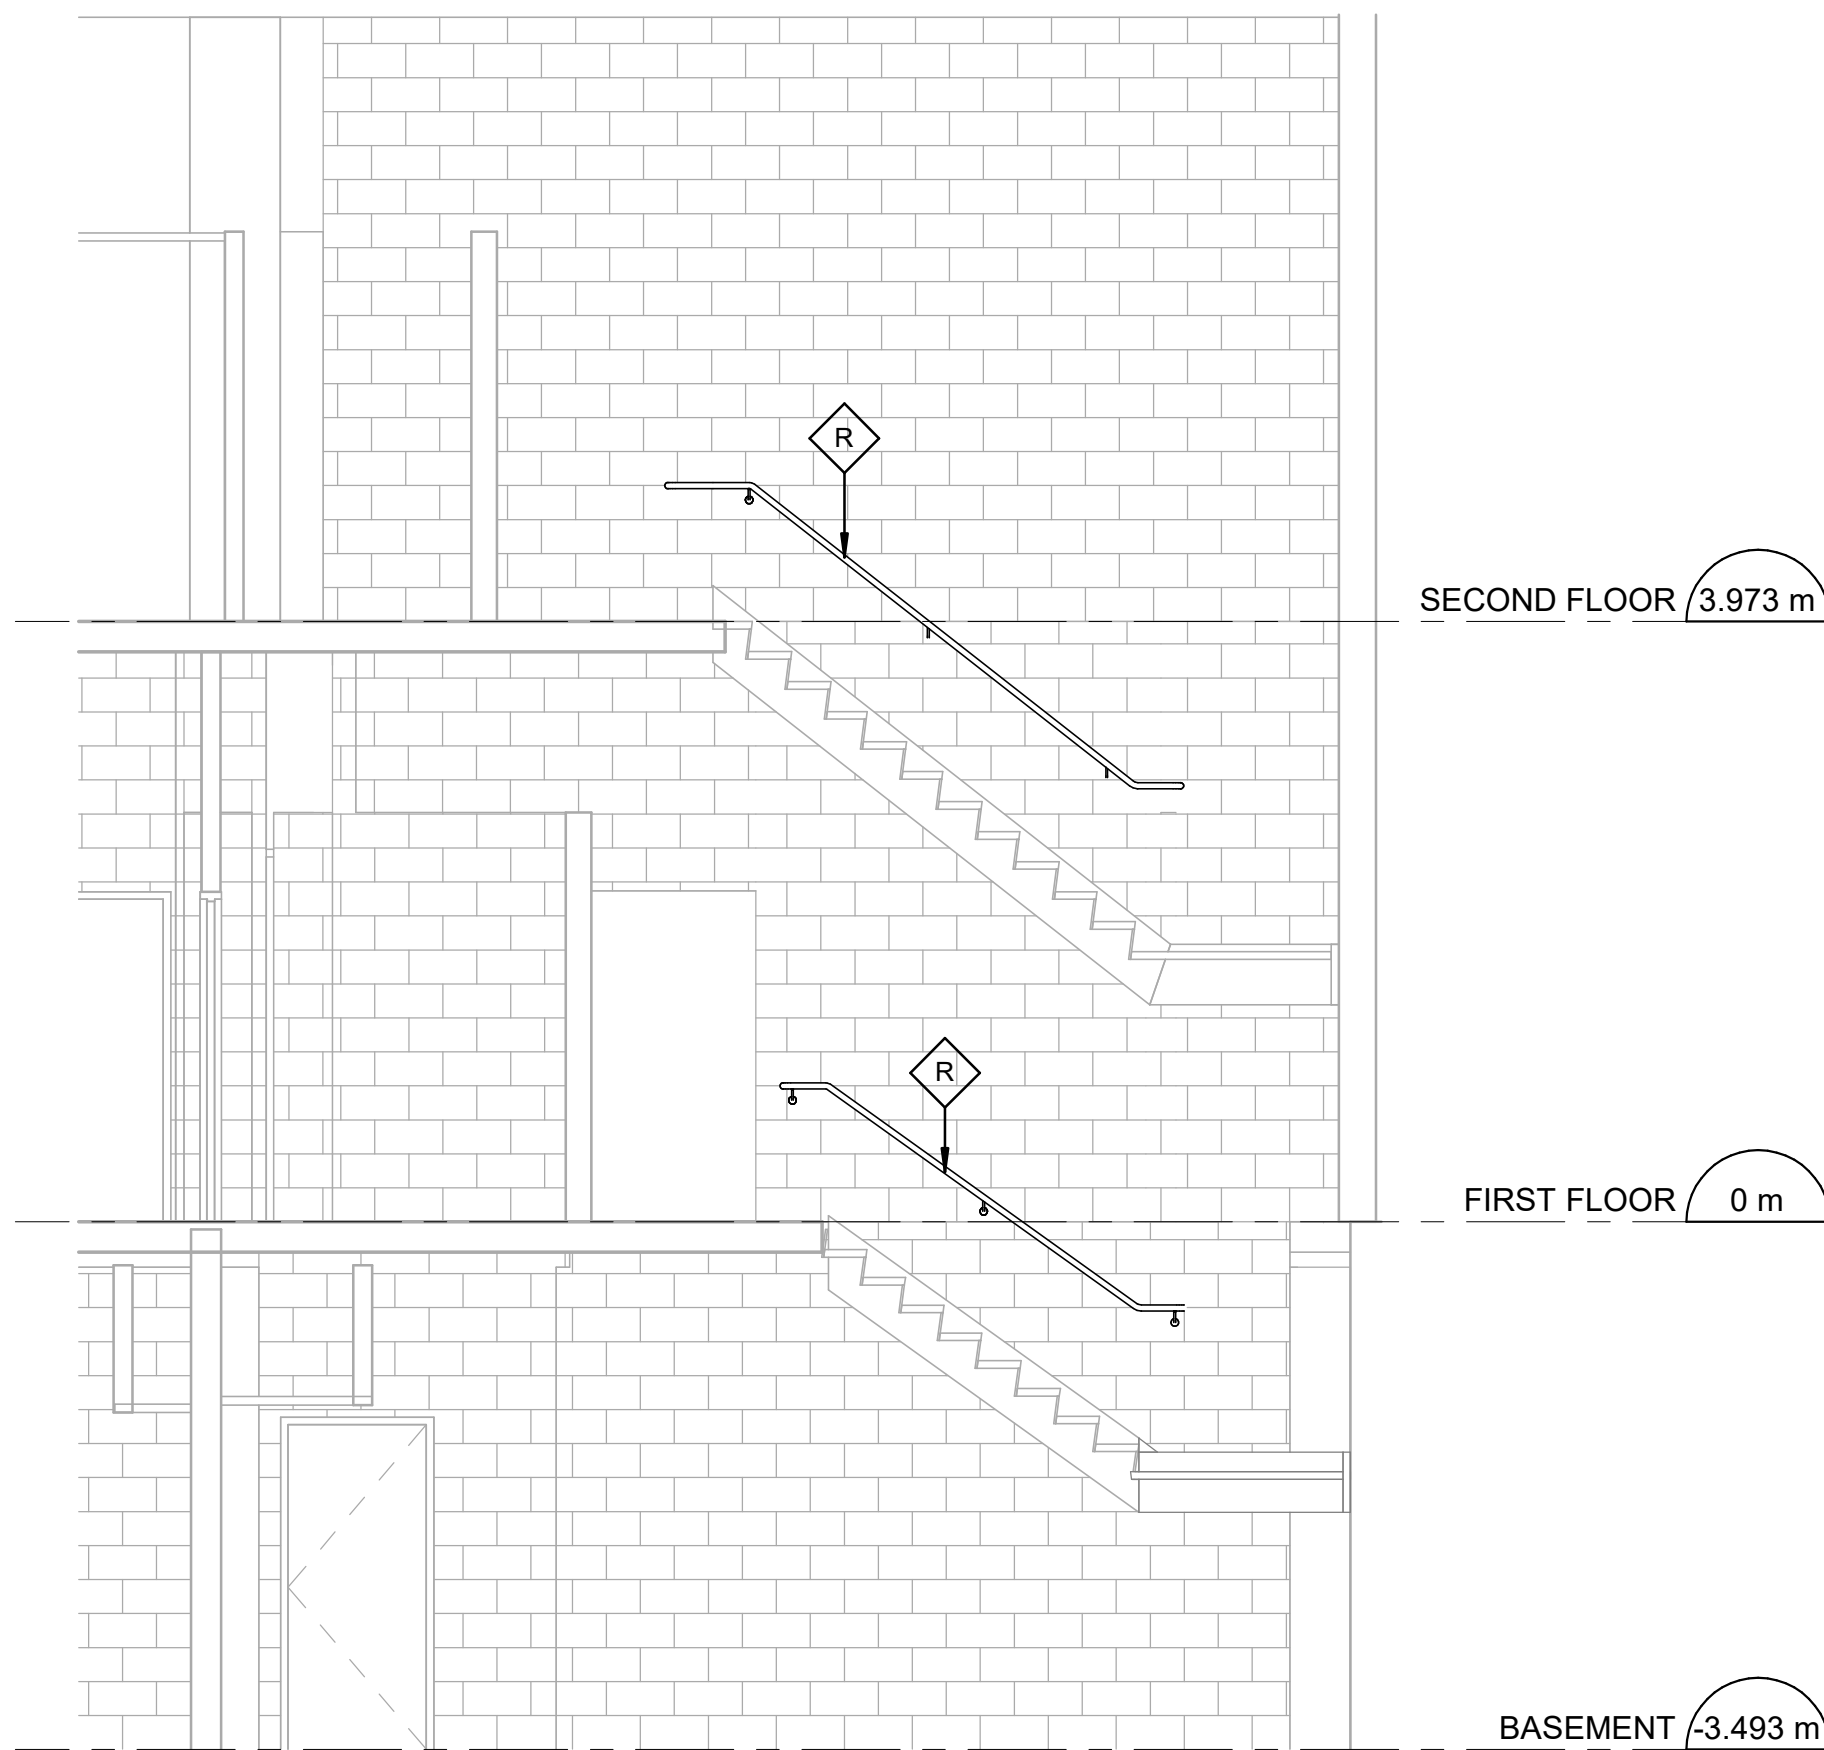 R
SECOND FLOOR 3.973 m
R
FIRST FLOOR 0 m
BASEMENT -3.493 m